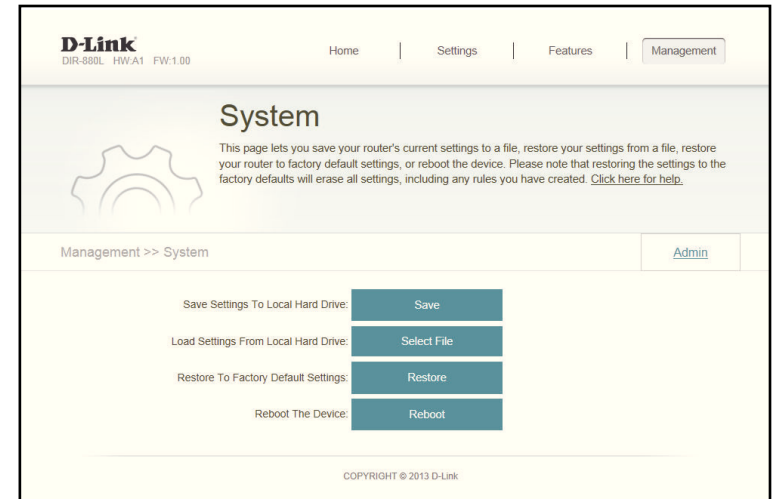 D-Link
DIR-880L HW:A1 FW:1.00
Home
Settings
Features
Management
System
This page lets you save your router's current settings to a file, restore your settings from a file, restore
your router to factory default settings, or reboot the device. Please note that restoring the settings to the
factory defaults will erase all settings, including any rules you have created. Click here for help.
Management >> System
Admin
Save Settings To Local Hard Drive:
Save
Load Settings From Local Hard Drive:
Select File
Restore To Factory Default Settings:
Restore
Reboot The Device:
Reboot
COPYRIGHT © 2013 D-Link